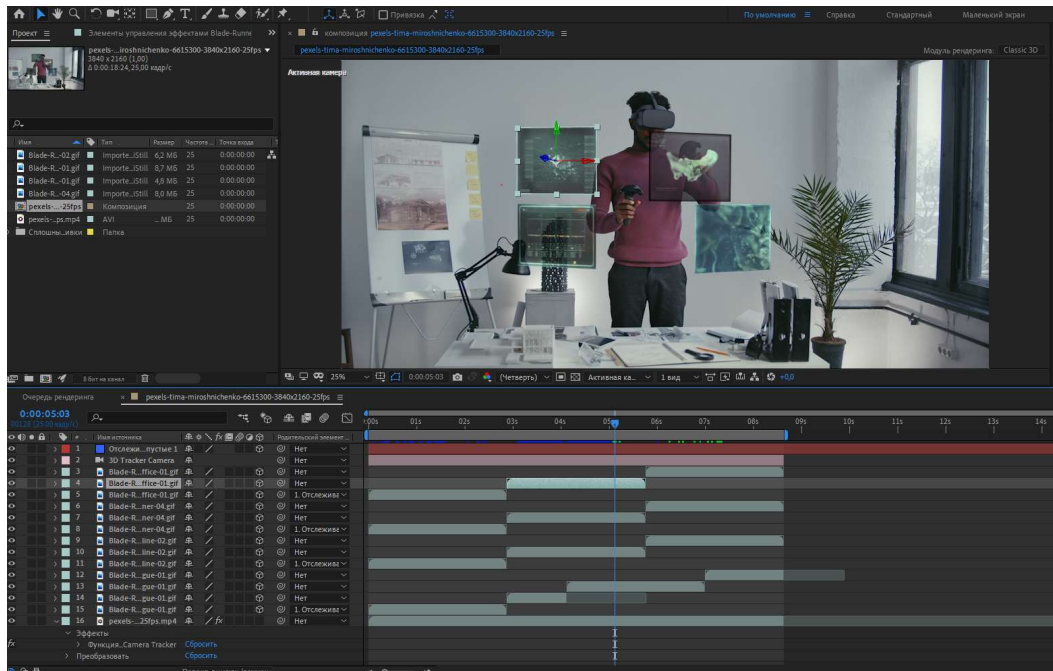 Привязка
По умолчанию
Справка
Стандартный
Маленький экран
Проект
Элементы управления эффектами Blade-Runne
композиция pexels-tima-miroshnichenko-6615300-3840x2160-25fps
pexels-...iroshnichenko-6615300-3840x2160-25fps
3840 x 2160 (1,00)
Δ 0:00:18:24, 25,00 кадр/с
pexels-tima-miroshnichenko-6615300-3840x2160-25fps
Модуль рендеринга: Classic 3D
Активная камера
Имя Тип Размер Частота ... Точка входа
Blade-R...-02.gif Importe...iStill 6,2 МБ 25 0:00:00:00
Blade-R...-01.gif Importe...iStill 8,7 МБ 25 0:00:00:00
Blade-R...-01.gif Importe...iStill 4,8 МБ 25 0:00:00:00
Blade-R...-04.gif Importe...iStill 8,0 МБ 25 0:00:00:00
pexels-...-25fps Композиция 25 0:00:00:00
pexels-...ps.mp4 AVI ... МБ 25 0:00:00:00
Сплошны...ивки Папка
8 бит на канал
25% 0:00:05:03 (Четверть) Активная ка... 1 вид +0,0
Очередь рендеринга pexels-tima-miroshnichenko-6615300-3840x2160-25fps
0:00:05:03
00128 (25.00 кадр/с)
:00s 01s 02s 03s 04s 05s 06s 07s 08s 09s 10s 11s 12s 13s 14s
# Имя источника fx Родительский элемент ...
1 Отслежи...пустые 1 Нет
2 3D Tracker Camera Нет
3 Blade-R...ffice-01.gif Нет
4 Blade-R...ffice-01.gif Нет
5 Blade-R...ffice-01.gif 1. Отслежива
6 Blade-R...ner-04.gif Нет
7 Blade-R...ner-04.gif Нет
8 Blade-R...ner-04.gif 1. Отслежива
9 Blade-R...line-02.gif Нет
10 Blade-R...line-02.gif Нет
11 Blade-R...line-02.gif 1. Отслежива
12 Blade-R...gue-01.gif Нет
13 Blade-R...gue-01.gif Нет
14 Blade-R...gue-01.gif Нет
15 Blade-R...gue-01.gif 1. Отслежива
16 pexels-...25fps.mp4 fx Нет
Эффекты
fx Функция...Camera Tracker Сбросить
Преобразовать Сбросить